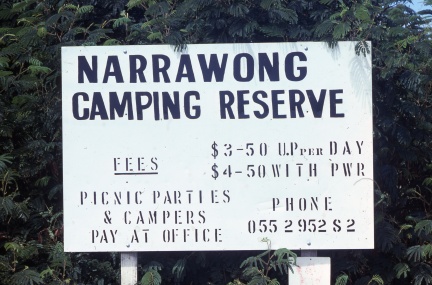 NARRAWONG
CAMPING RESERVE
FEES
$3-50 U.P PER DAY
$4-50 WITH PWR
PICNIC PARTIES
& CAMPERS
PAY AT OFFICE
PHONE
055 2952 82